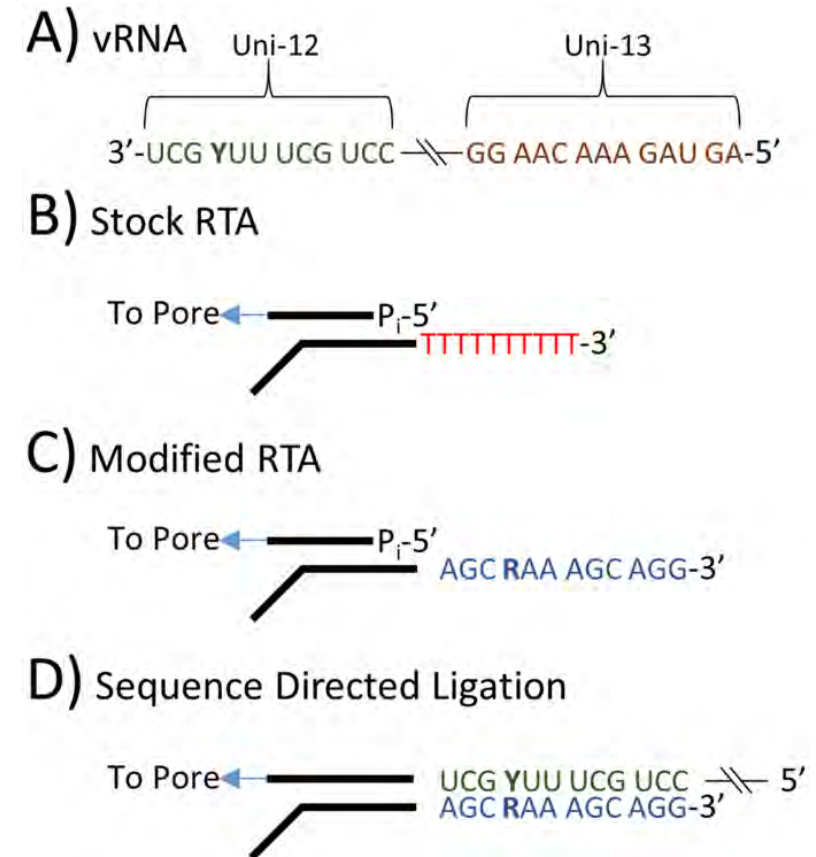 A) vRNA
Uni-12 Uni-13
3’-UCG YUU UCG UCC GG AAC AAA GAU GA-5’
B) Stock RTA
To Pore Pi-5’
TTTTTTTTTT-3’
C) Modified RTA
To Pore Pi-5’
AGC RAA AGC AGG-3’
D) Sequence Directed Ligation
To Pore UCG YUU UCG UCC 5’
AGC RAA AGC AGG-3’